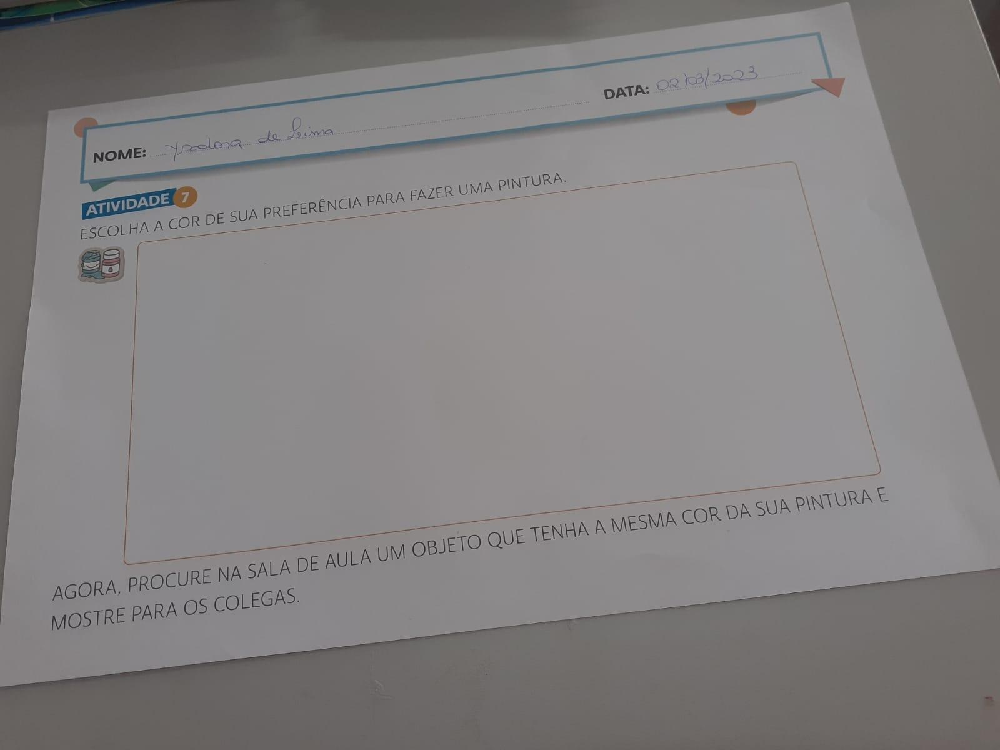 NOME: Ysadora de Lima DATA: 02/03/2023
ATIVIDADE 7
ESCOLHA A COR DE SUA PREFERÊNCIA PARA FAZER UMA PINTURA.
AGORA, PROCURE NA SALA DE AULA UM OBJETO QUE TENHA A MESMA COR DA SUA PINTURA E
MOSTRE PARA OS COLEGAS.